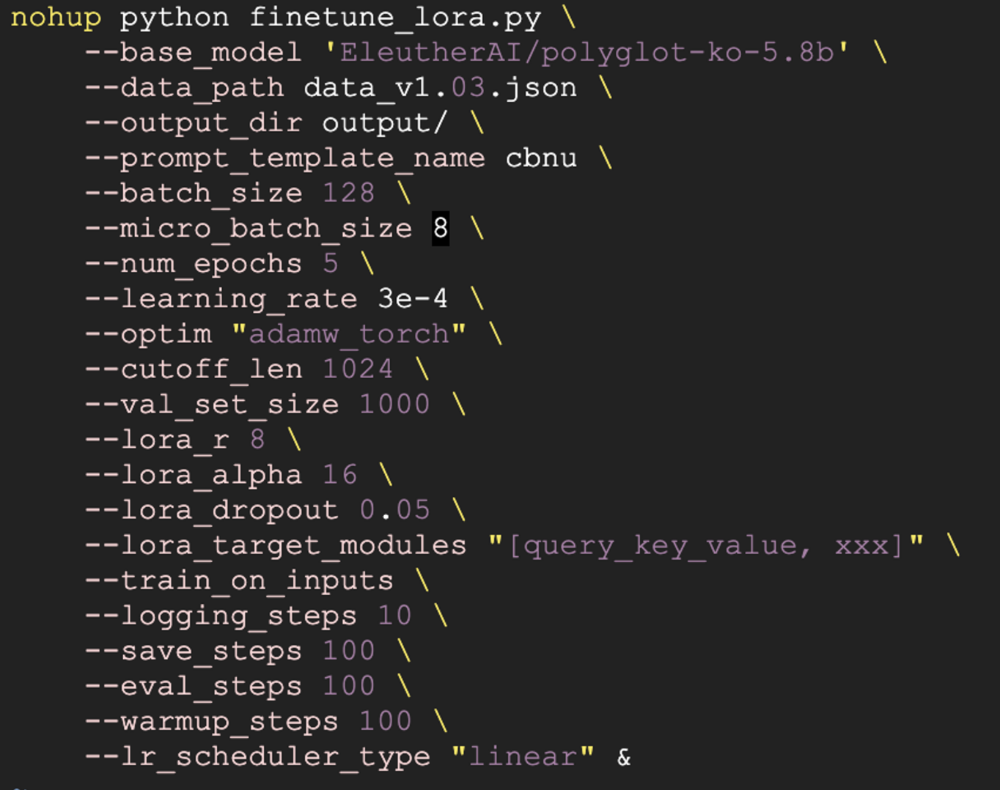 nohup python finetune_lora.py \
--base_model 'EleutherAI/polyglot-ko-5.8b' \
--data_path data_v1.03.json \
--output_dir output/ \
--prompt_template_name cbnu \
--batch_size 128 \
--micro_batch_size 8 \
--num_epochs 5 \
--learning_rate 3e-4 \
--optim "adamw_torch" \
--cutoff_len 1024 \
--val_set_size 1000 \
--lora_r 8 \
--lora_alpha 16 \
--lora_dropout 0.05 \
--lora_target_modules "[query_key_value, xxx]" \
--train_on_inputs \
--logging_steps 10 \
--save_steps 100 \
--eval_steps 100 \
--warmup_steps 100 \
--lr_scheduler_type "linear" &